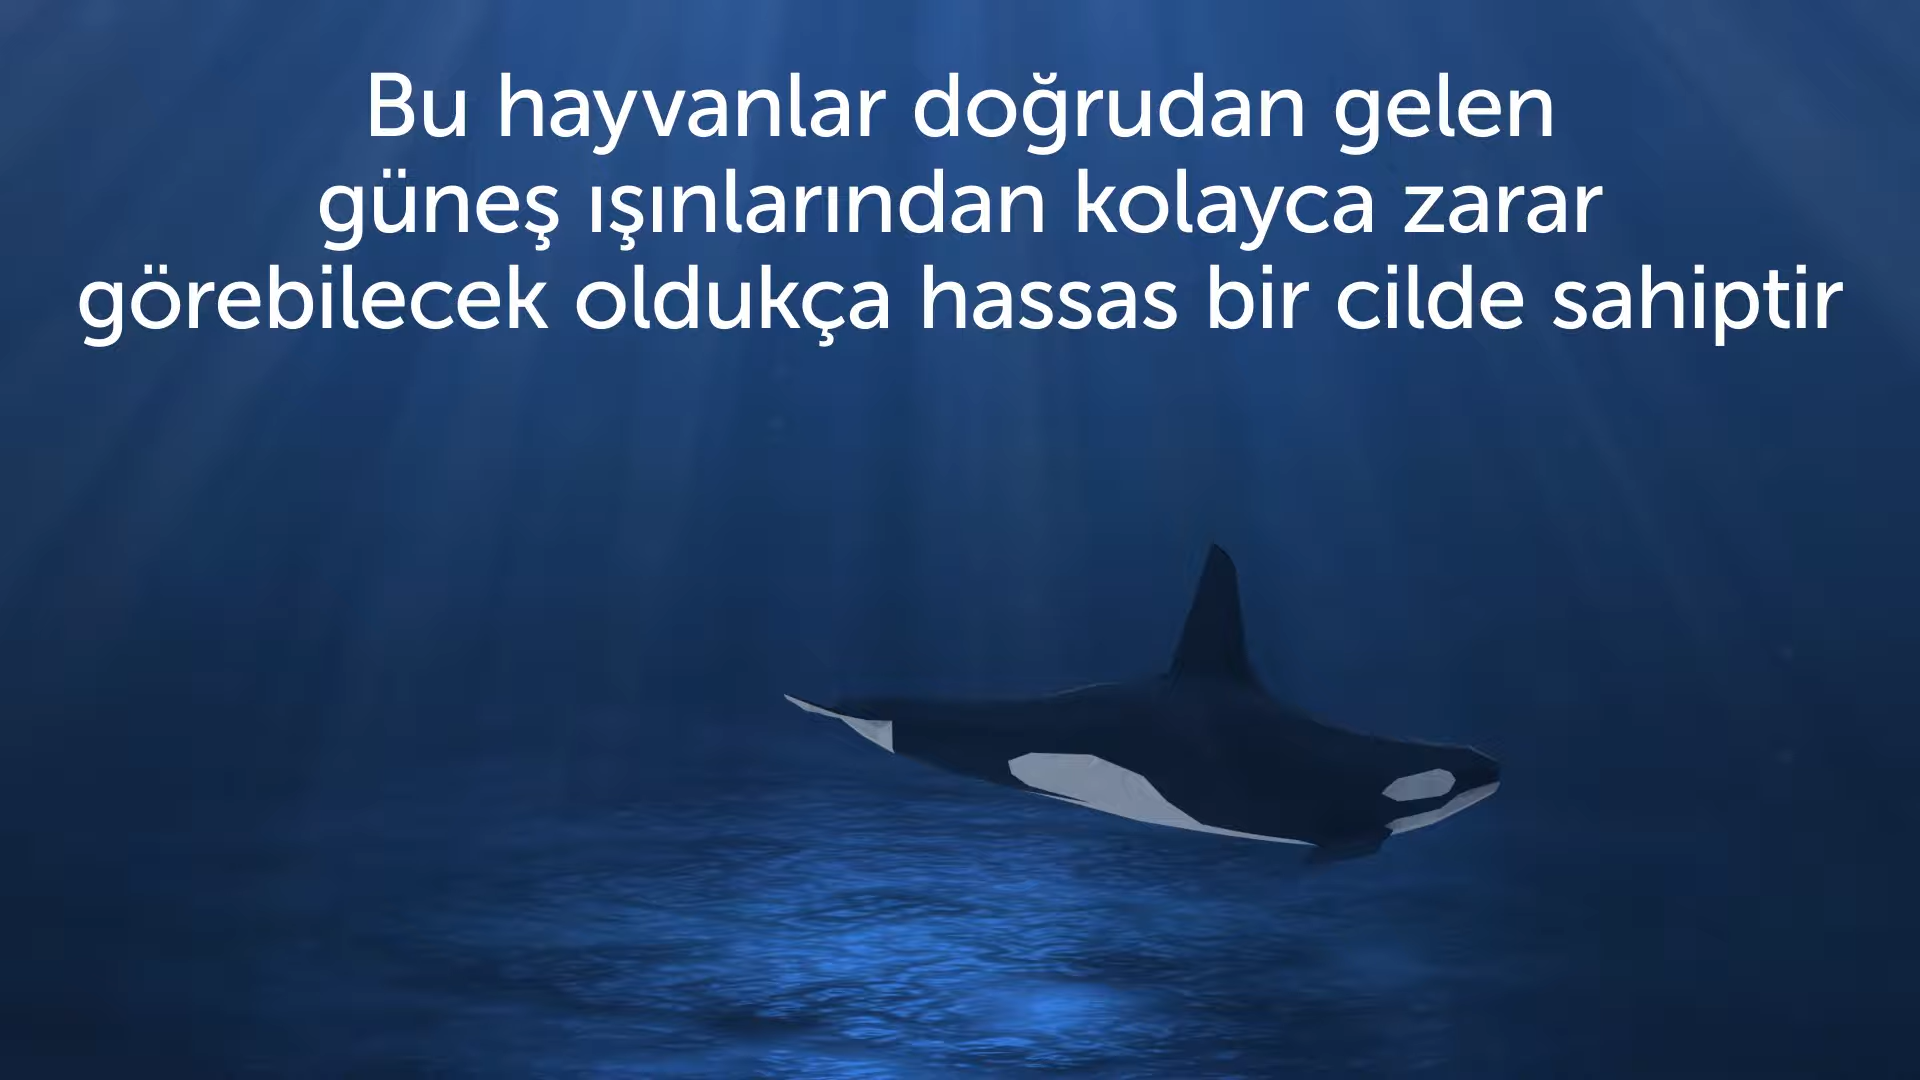 Bu hayvanlar doğrudan gelen
güneş ışınlarından kolayca zarar
görebilecek oldukça hassas bir cilde sahiptir